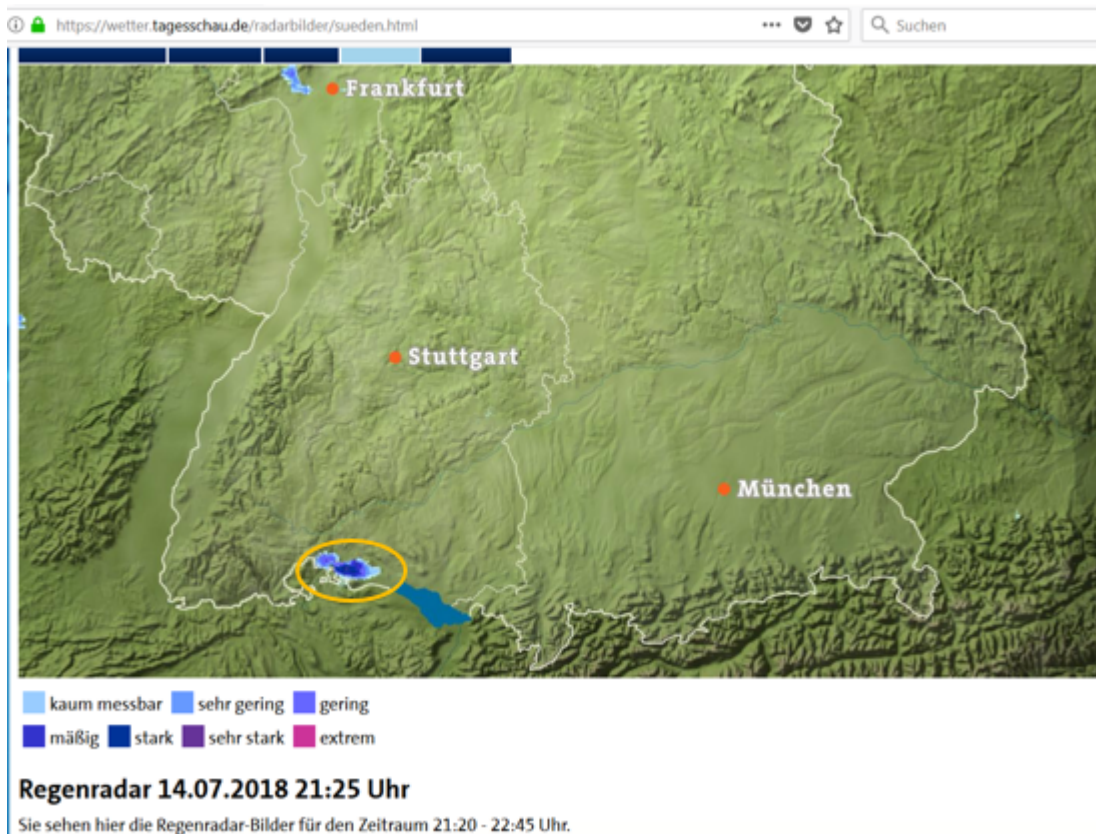 https://wetter.tagesschau.de/radarbilder/sueden.html
Suchen
Frankfurt
Stuttgart
München
kaum messbar sehr gering gering
mäßig stark sehr stark extrem
Regenradar 14.07.2018 21:25 Uhr
Sie sehen hier die Regenradar-Bilder für den Zeitraum 21:20 - 22:45 Uhr.